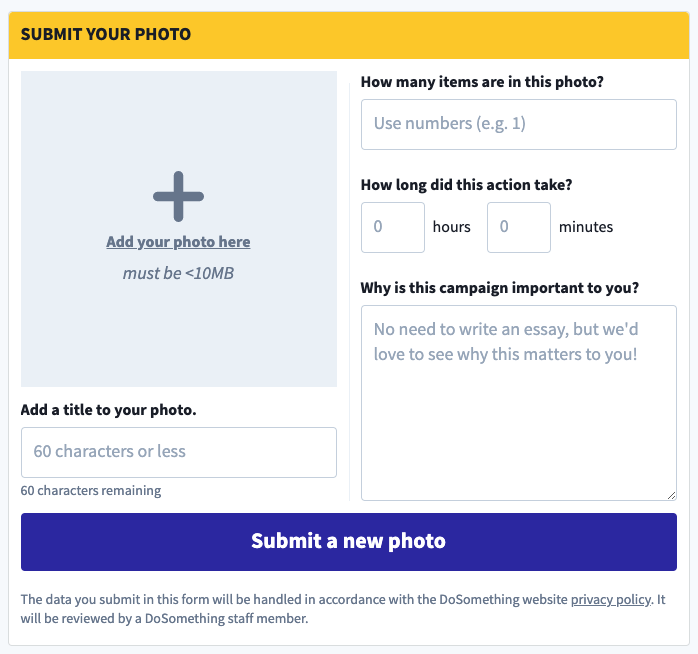 SUBMIT YOUR PHOTO
Add your photo here
must be <10MB
Add a title to your photo.
60 characters or less
60 characters remaining
How many items are in this photo?
Use numbers (e.g. 1)
How long did this action take?
0 hours 0 minutes
Why is this campaign important to you?
No need to write an essay, but we'd
love to see why this matters to you!
Submit a new photo
The data you submit in this form will be handled in accordance with the DoSomething website privacy policy. It
will be reviewed by a DoSomething staff member.